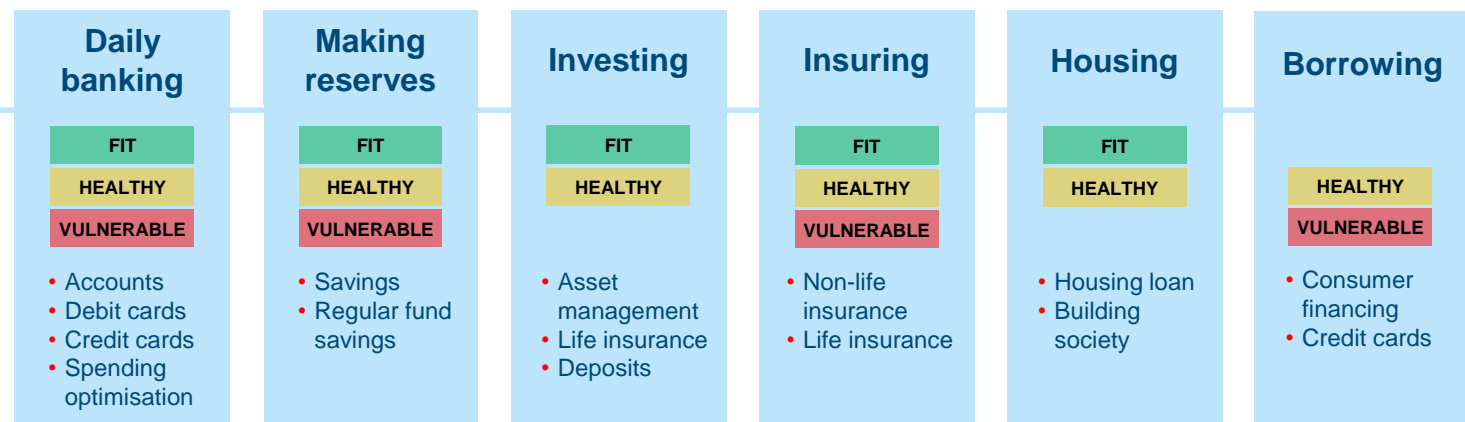 Daily
banking
FIT
HEALTHY
VULNERABLE
• Accounts
• Debit cards
• Credit cards
• Spending
optimisation
Making
reserves
FIT
HEALTHY
VULNERABLE
• Savings
• Regular fund
savings
Investing
FIT
HEALTHY
• Asset
management
• Life insurance
• Deposits
Insuring
FIT
HEALTHY
VULNERABLE
• Non-life
insurance
• Life insurance
Housing
FIT
HEALTHY
• Housing loan
• Building
society
Borrowing
HEALTHY
VULNERABLE
• Consumer
financing
• Credit cards